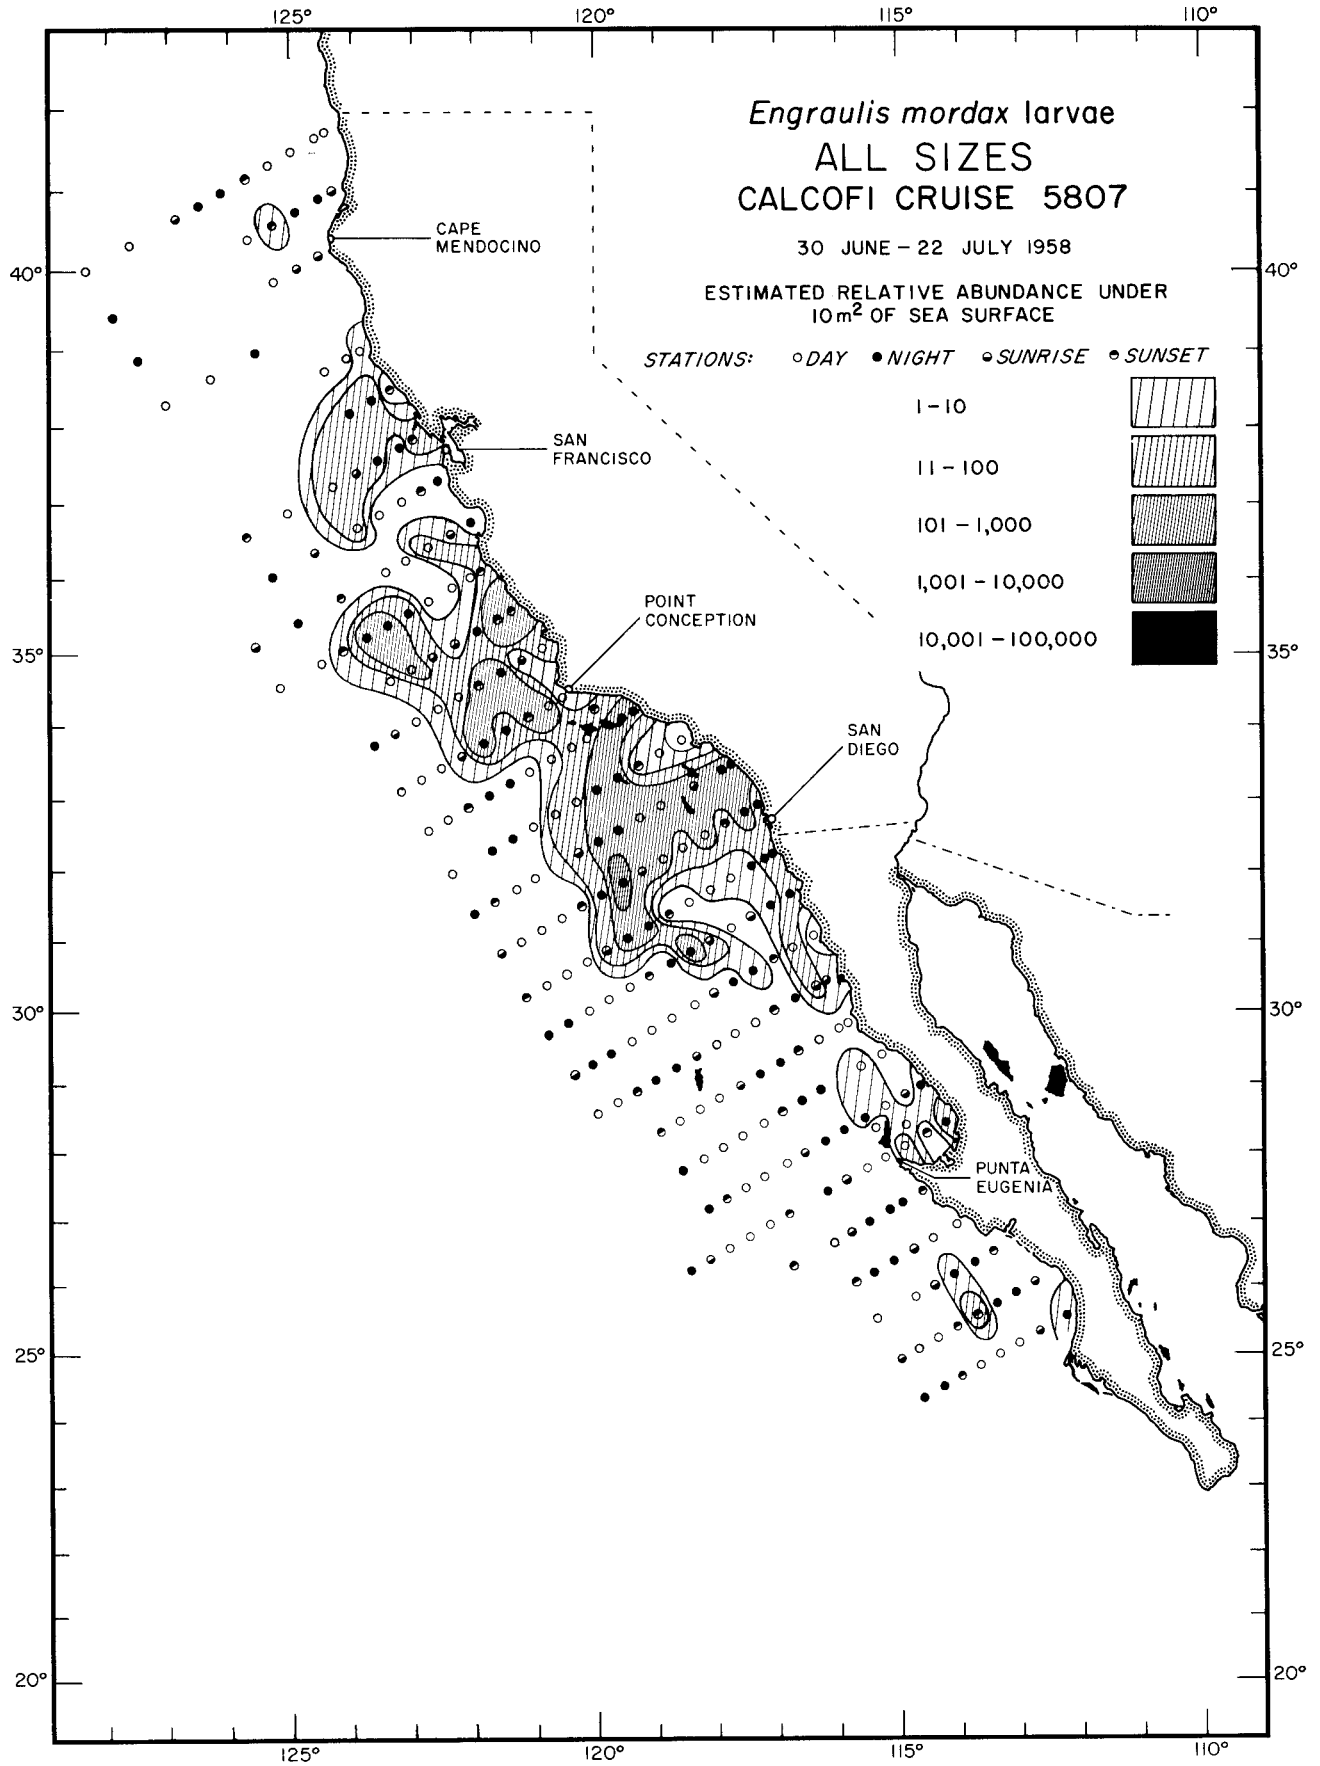 125° 120° 115° 110°
Engraulis mordax larvae
ALL SIZES
CALCOFI CRUISE 5807
30 JUNE – 22 JULY 1958
ESTIMATED RELATIVE ABUNDANCE UNDER
10 m² OF SEA SURFACE
STATIONS: ○ DAY ● NIGHT SUNRISE SUNSET
1 – 10
11 – 100
101 – 1,000
1,001 – 10,000
10,001 – 100,000
CAPE
MENDOCINO
40° 40°
SAN
FRANCISCO
POINT
CONCEPTION
35° 35°
SAN
DIEGO
30° 30°
PUNTA
EUGENIA
25° 25°
20° 20°
125° 120° 115° 110°